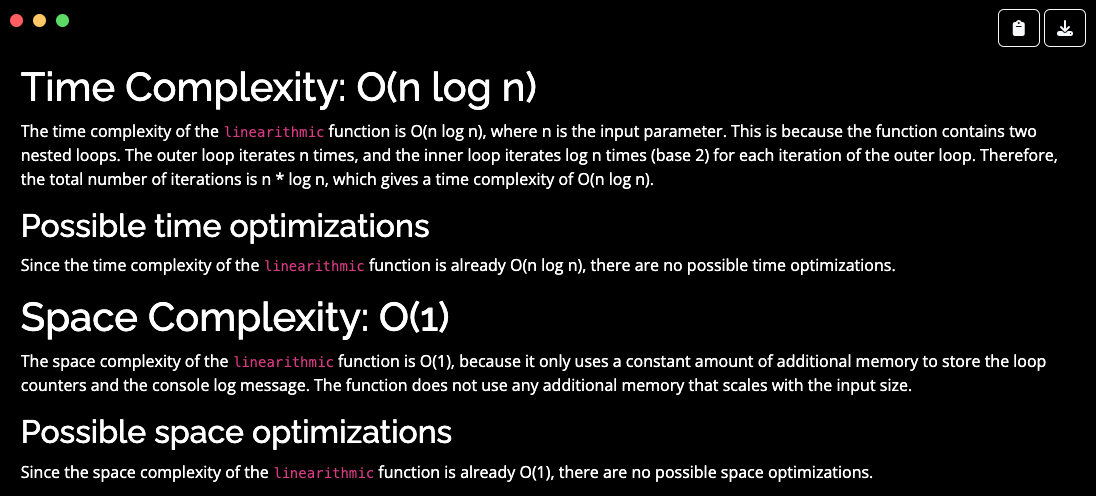 Time Complexity: O(n log n)
The time complexity of the linearithmic function is O(n log n), where n is the input parameter. This is because the function contains two
nested loops. The outer loop iterates n times, and the inner loop iterates log n times (base 2) for each iteration of the outer loop. Therefore,
the total number of iterations is n * log n, which gives a time complexity of O(n log n).
Possible time optimizations
Since the time complexity of the linearithmic function is already O(n log n), there are no possible time optimizations.
Space Complexity: O(1)
The space complexity of the linearithmic function is O(1), because it only uses a constant amount of additional memory to store the loop
counters and the console log message. The function does not use any additional memory that scales with the input size.
Possible space optimizations
Since the space complexity of the linearithmic function is already O(1), there are no possible space optimizations.